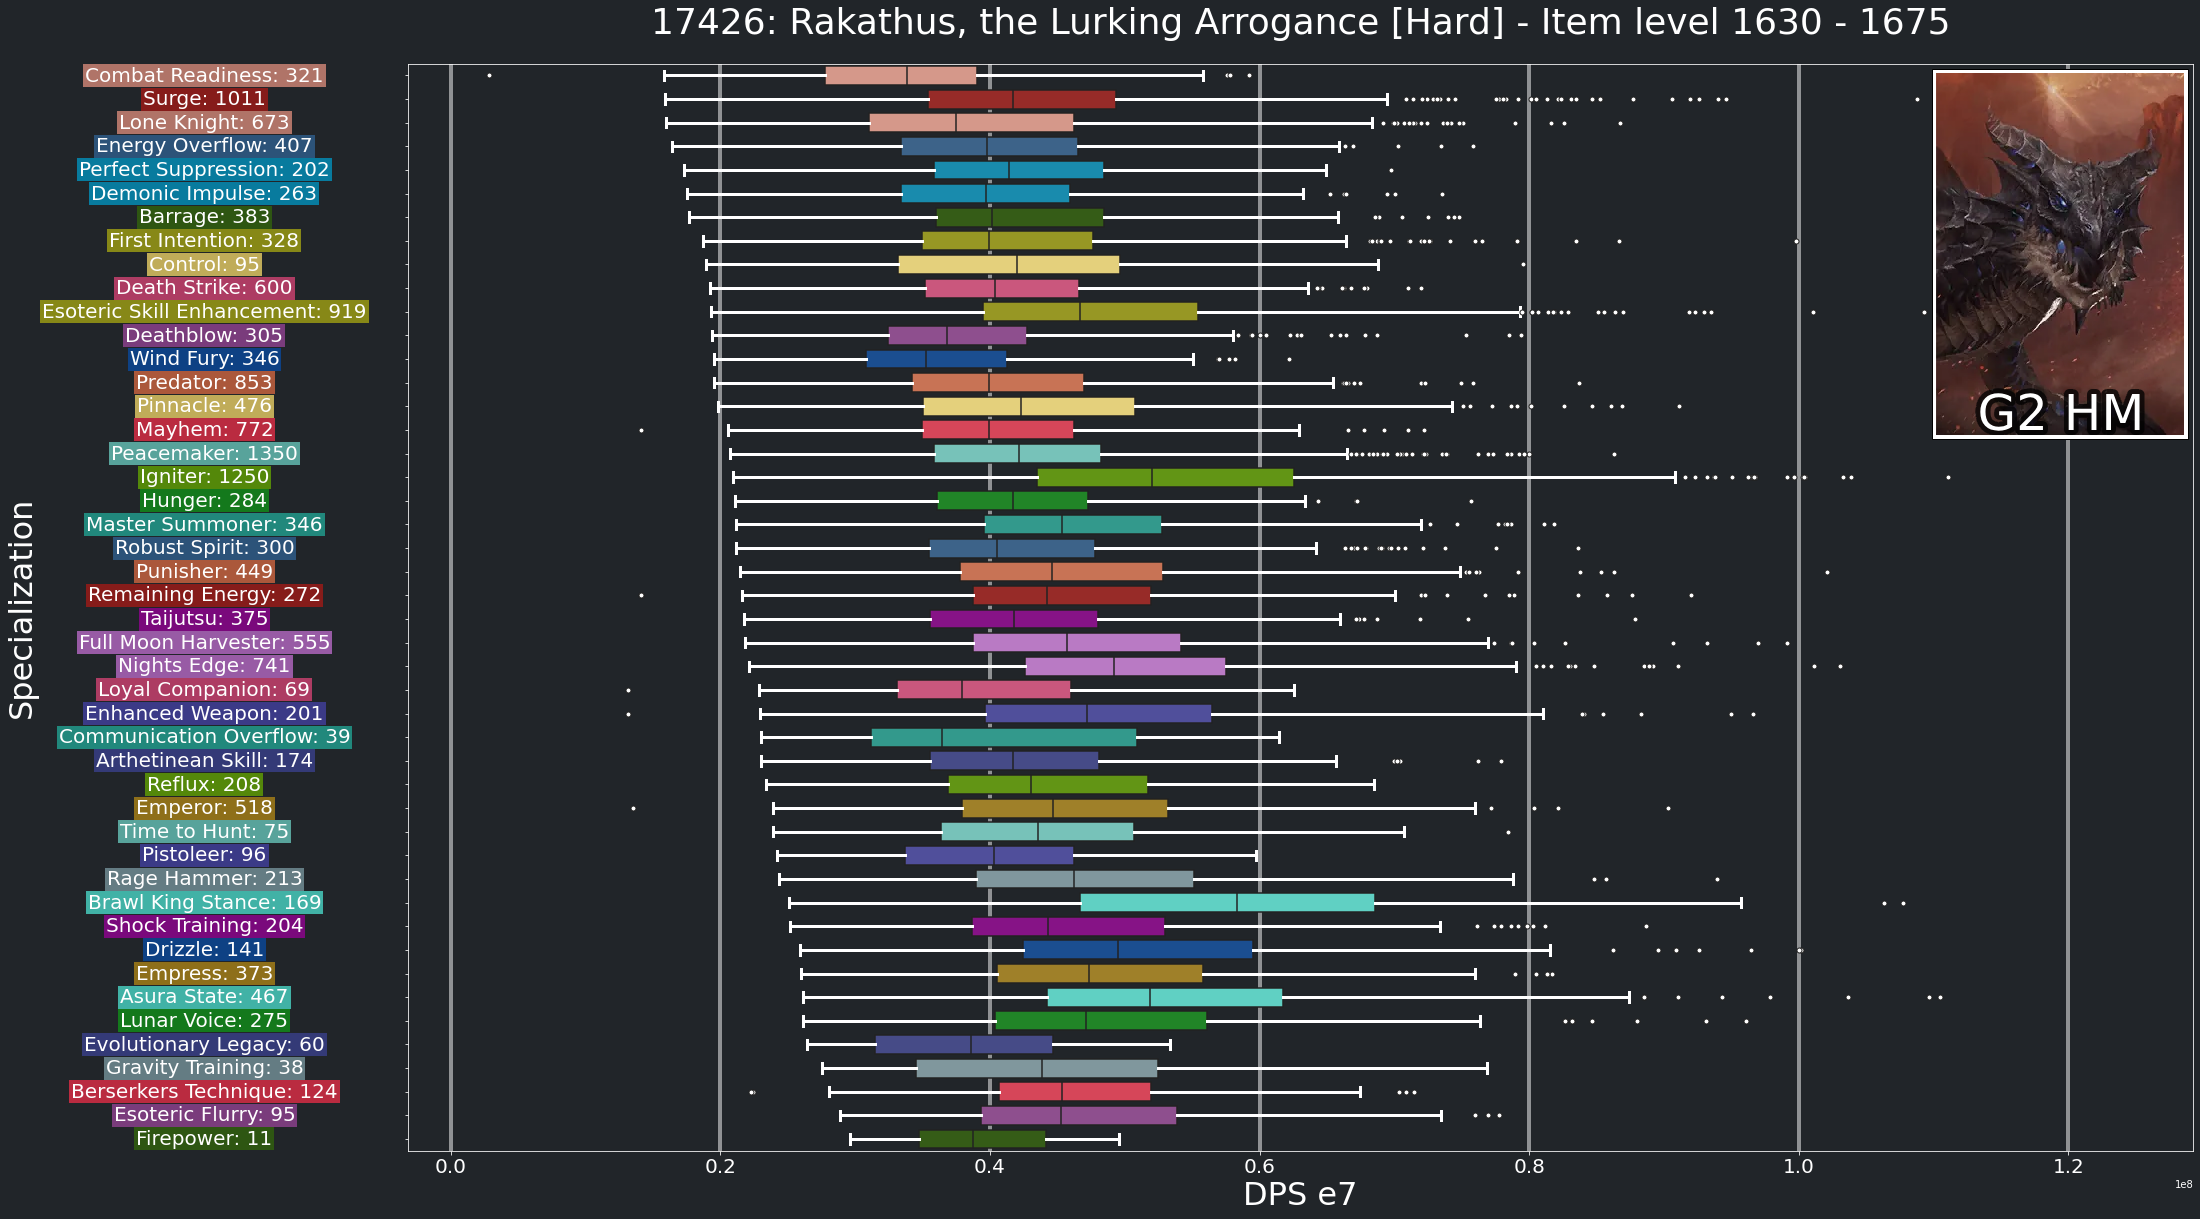 17426: Rakathus, the Lurking Arrogance [Hard] - Item level 1630 - 1675
Combat Readiness: 321
Surge: 1011
Lone Knight: 673
Energy Overflow: 407
Perfect Suppression: 202
Demonic Impulse: 263
Barrage: 383
First Intention: 328
Control: 95
Death Strike: 600
Esoteric Skill Enhancement: 919
Deathblow: 305
Wind Fury: 346
Predator: 853
Pinnacle: 476
Mayhem: 772
Peacemaker: 1350
Igniter: 1250
Hunger: 284
Master Summoner: 346
Robust Spirit: 300
Punisher: 449
Remaining Energy: 272
Taijutsu: 375
Full Moon Harvester: 555
Nights Edge: 741
Loyal Companion: 69
Enhanced Weapon: 201
Communication Overflow: 39
Arthetinean Skill: 174
Reflux: 208
Emperor: 518
Time to Hunt: 75
Pistoleer: 96
Rage Hammer: 213
Brawl King Stance: 169
Shock Training: 204
Drizzle: 141
Empress: 373
Asura State: 467
Lunar Voice: 275
Evolutionary Legacy: 60
Gravity Training: 38
Berserkers Technique: 124
Esoteric Flurry: 95
Firepower: 11
Specialization
G2 HM
0.0 0.2 0.4 0.6 0.8 1.0 1.2
DPS e7
1e8